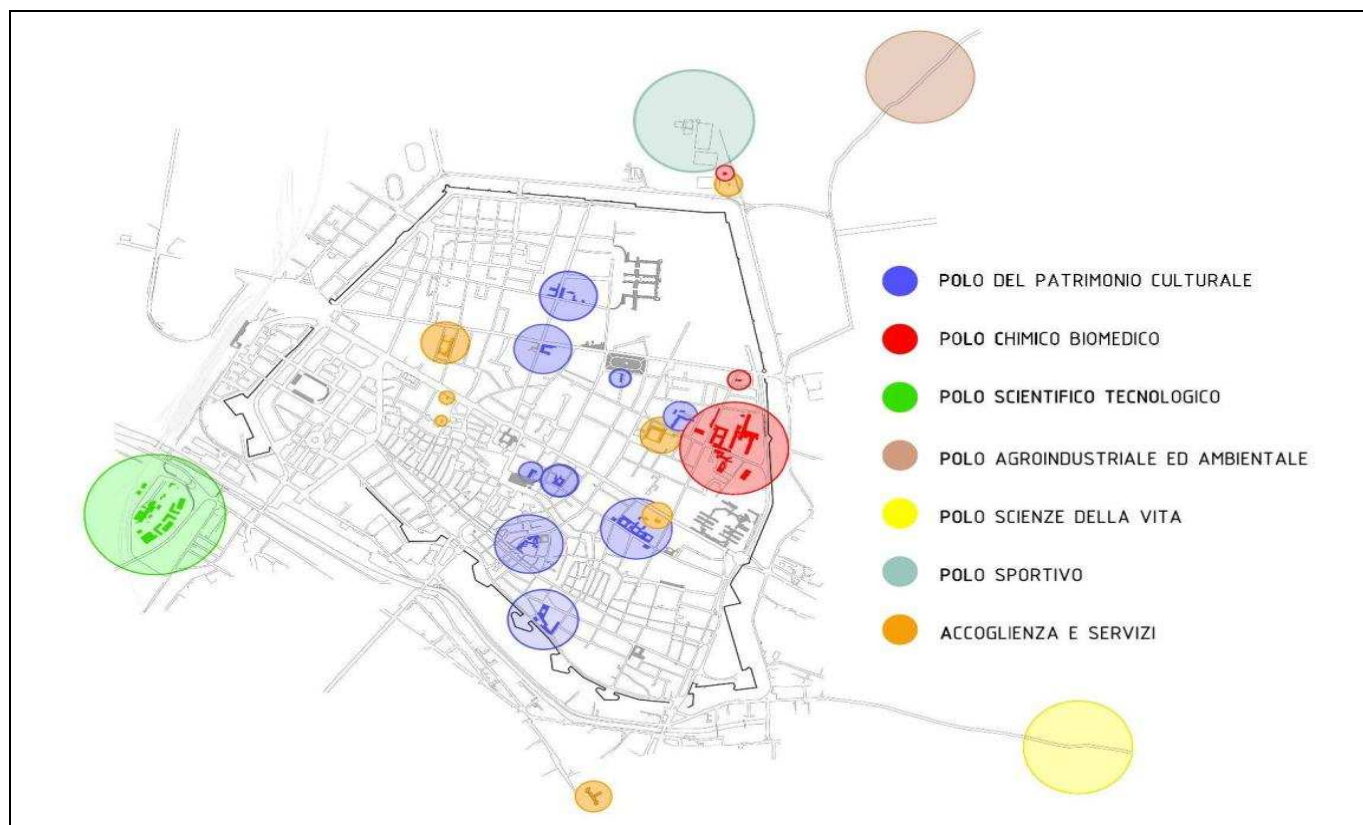 POLO DEL PATRIMONIO CULTURALE
POLO CHIMICO BIOMEDICO
POLO SCIENTIFICO TECNOLOGICO
POLO AGROINDUSTRIALE ED AMBIENTALE
POLO SCIENZE DELLA VITA
POLO SPORTIVO
ACCOGLIENZA E SERVIZI